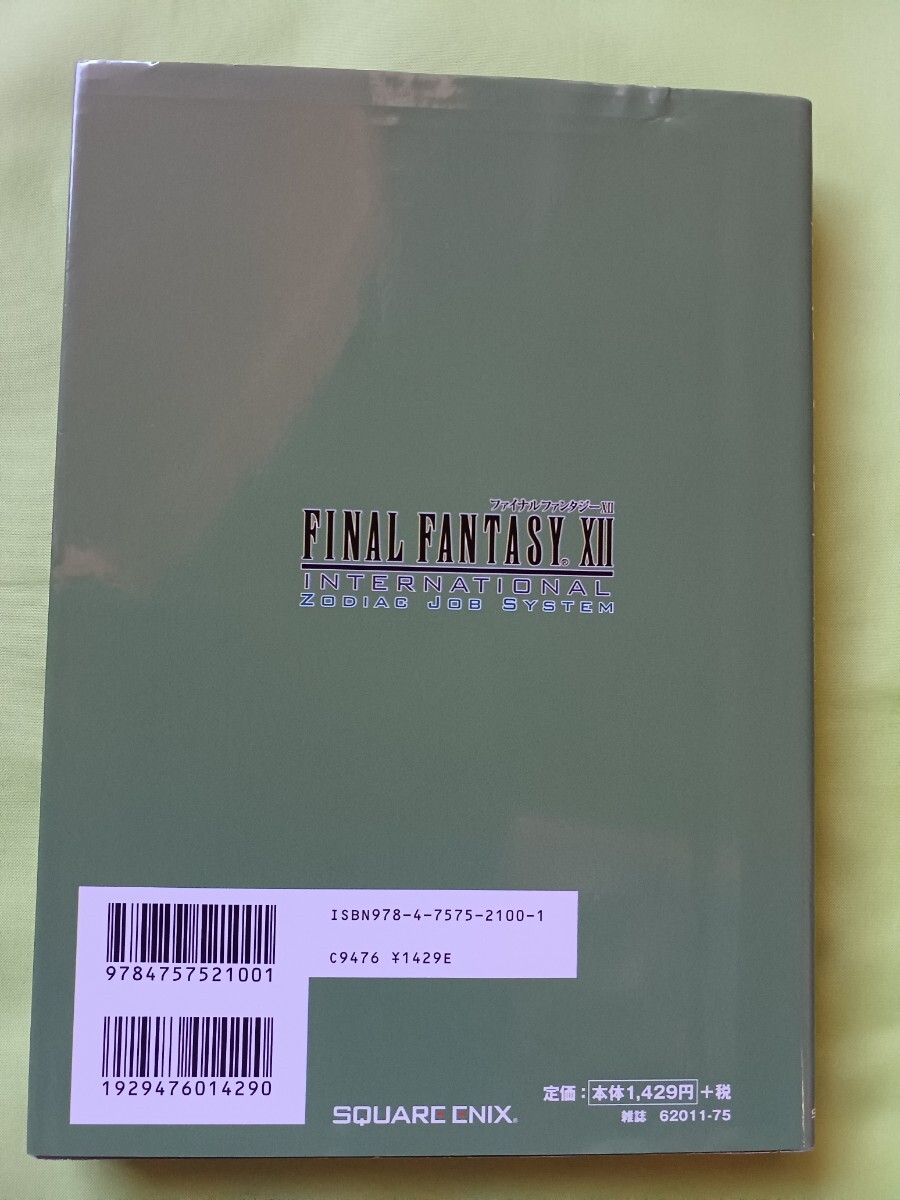 ファイナルファンタジーXII
FINAL FANTASY® XII
INTERNATIONAL
ZODIAC JOB SYSTEM
ISBN978-4-7575-2100-1
C9476 ¥1429E
9784757521001
1929476014290
定価：本体1,429円+税
雑誌 62011-75
SQUARE ENIX®